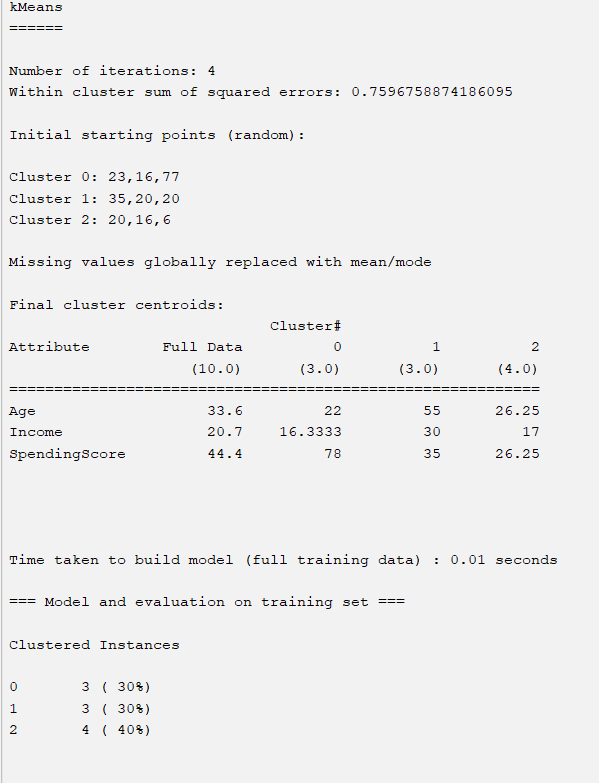 kMeans
======
Number of iterations: 4
Within cluster sum of squared errors: 0.7596758874186095
Initial starting points (random):
Cluster 0: 23,16,77
Cluster 1: 35,20,20
Cluster 2: 20,16,6
Missing values globally replaced with mean/mode
Final cluster centroids:
Cluster#
Attribute Full Data 0 1 2
(10.0) (3.0) (3.0) (4.0)
============================================================
Age 33.6 22 55 26.25
Income 20.7 16.3333 30 17
SpendingScore 44.4 78 35 26.25
Time taken to build model (full training data) : 0.01 seconds
=== Model and evaluation on training set ===
Clustered Instances
0 3 ( 30%)
1 3 ( 30%)
2 4 ( 40%)